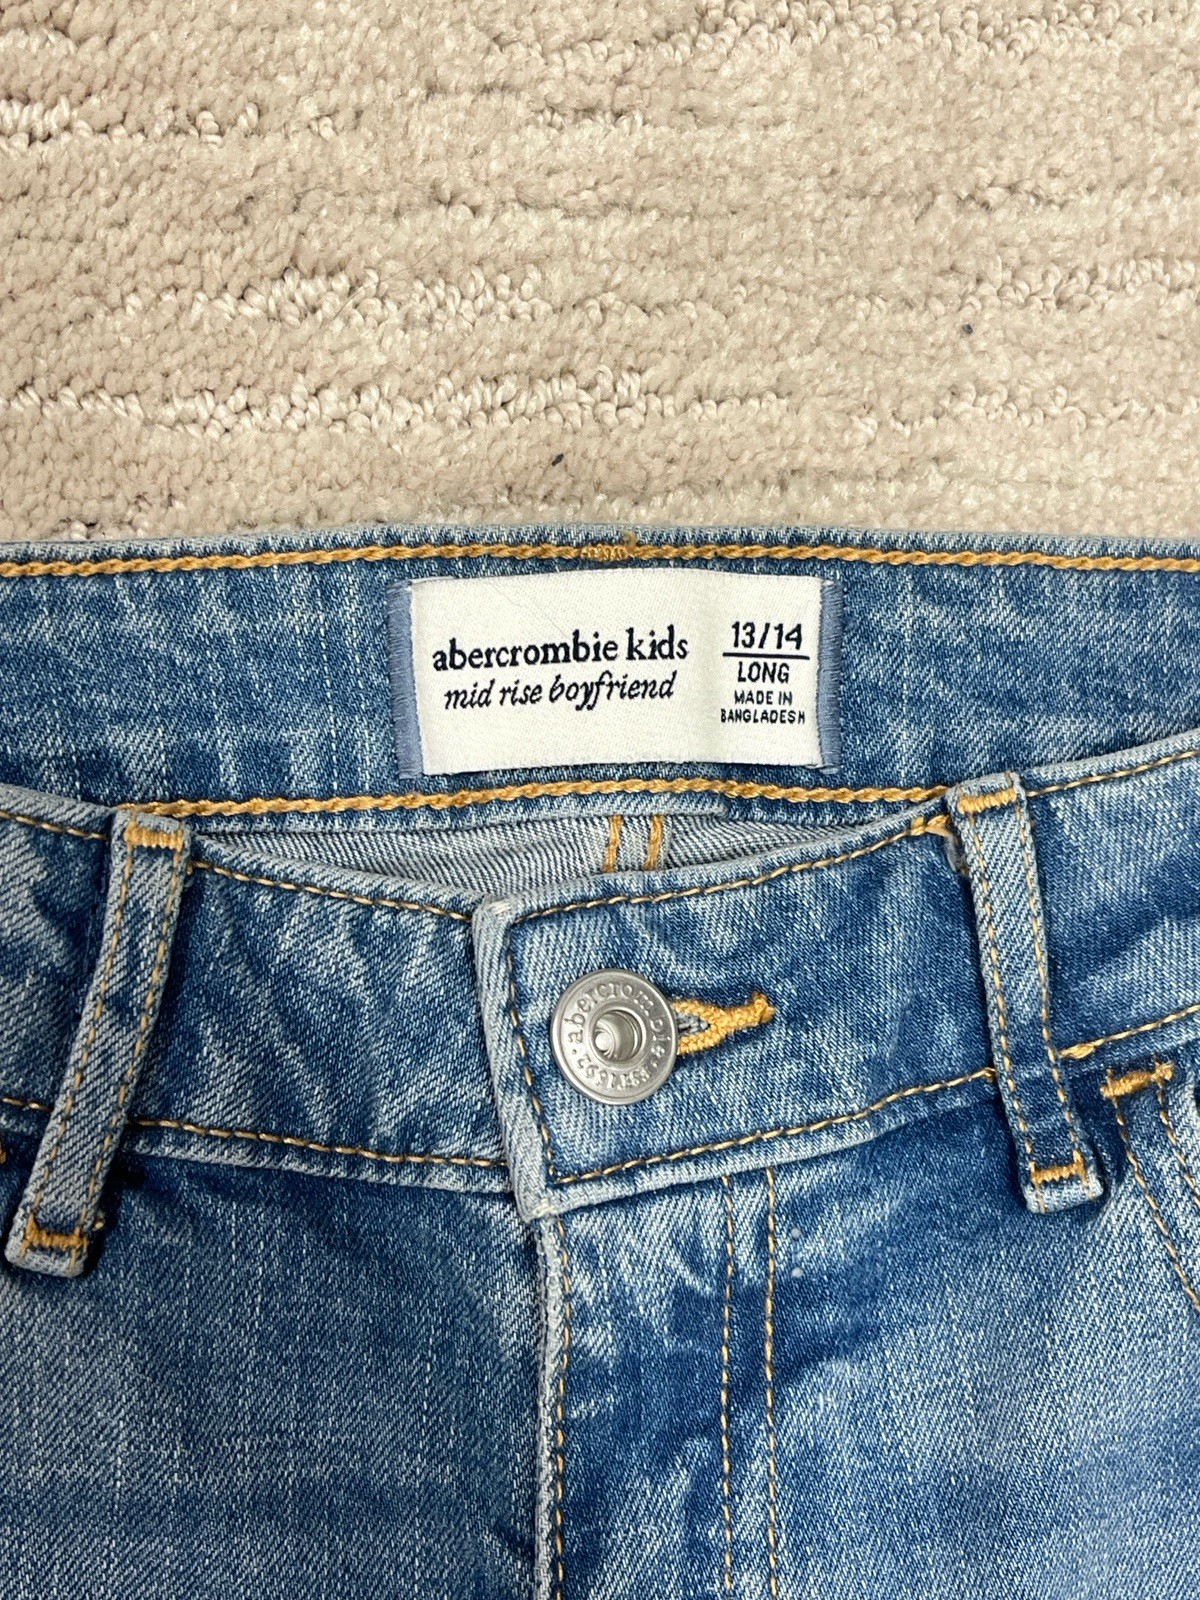 abercrombie kids
mid rise boyfriend
13/14
LONG
MADE IN
BANGLADESH
abercrombie